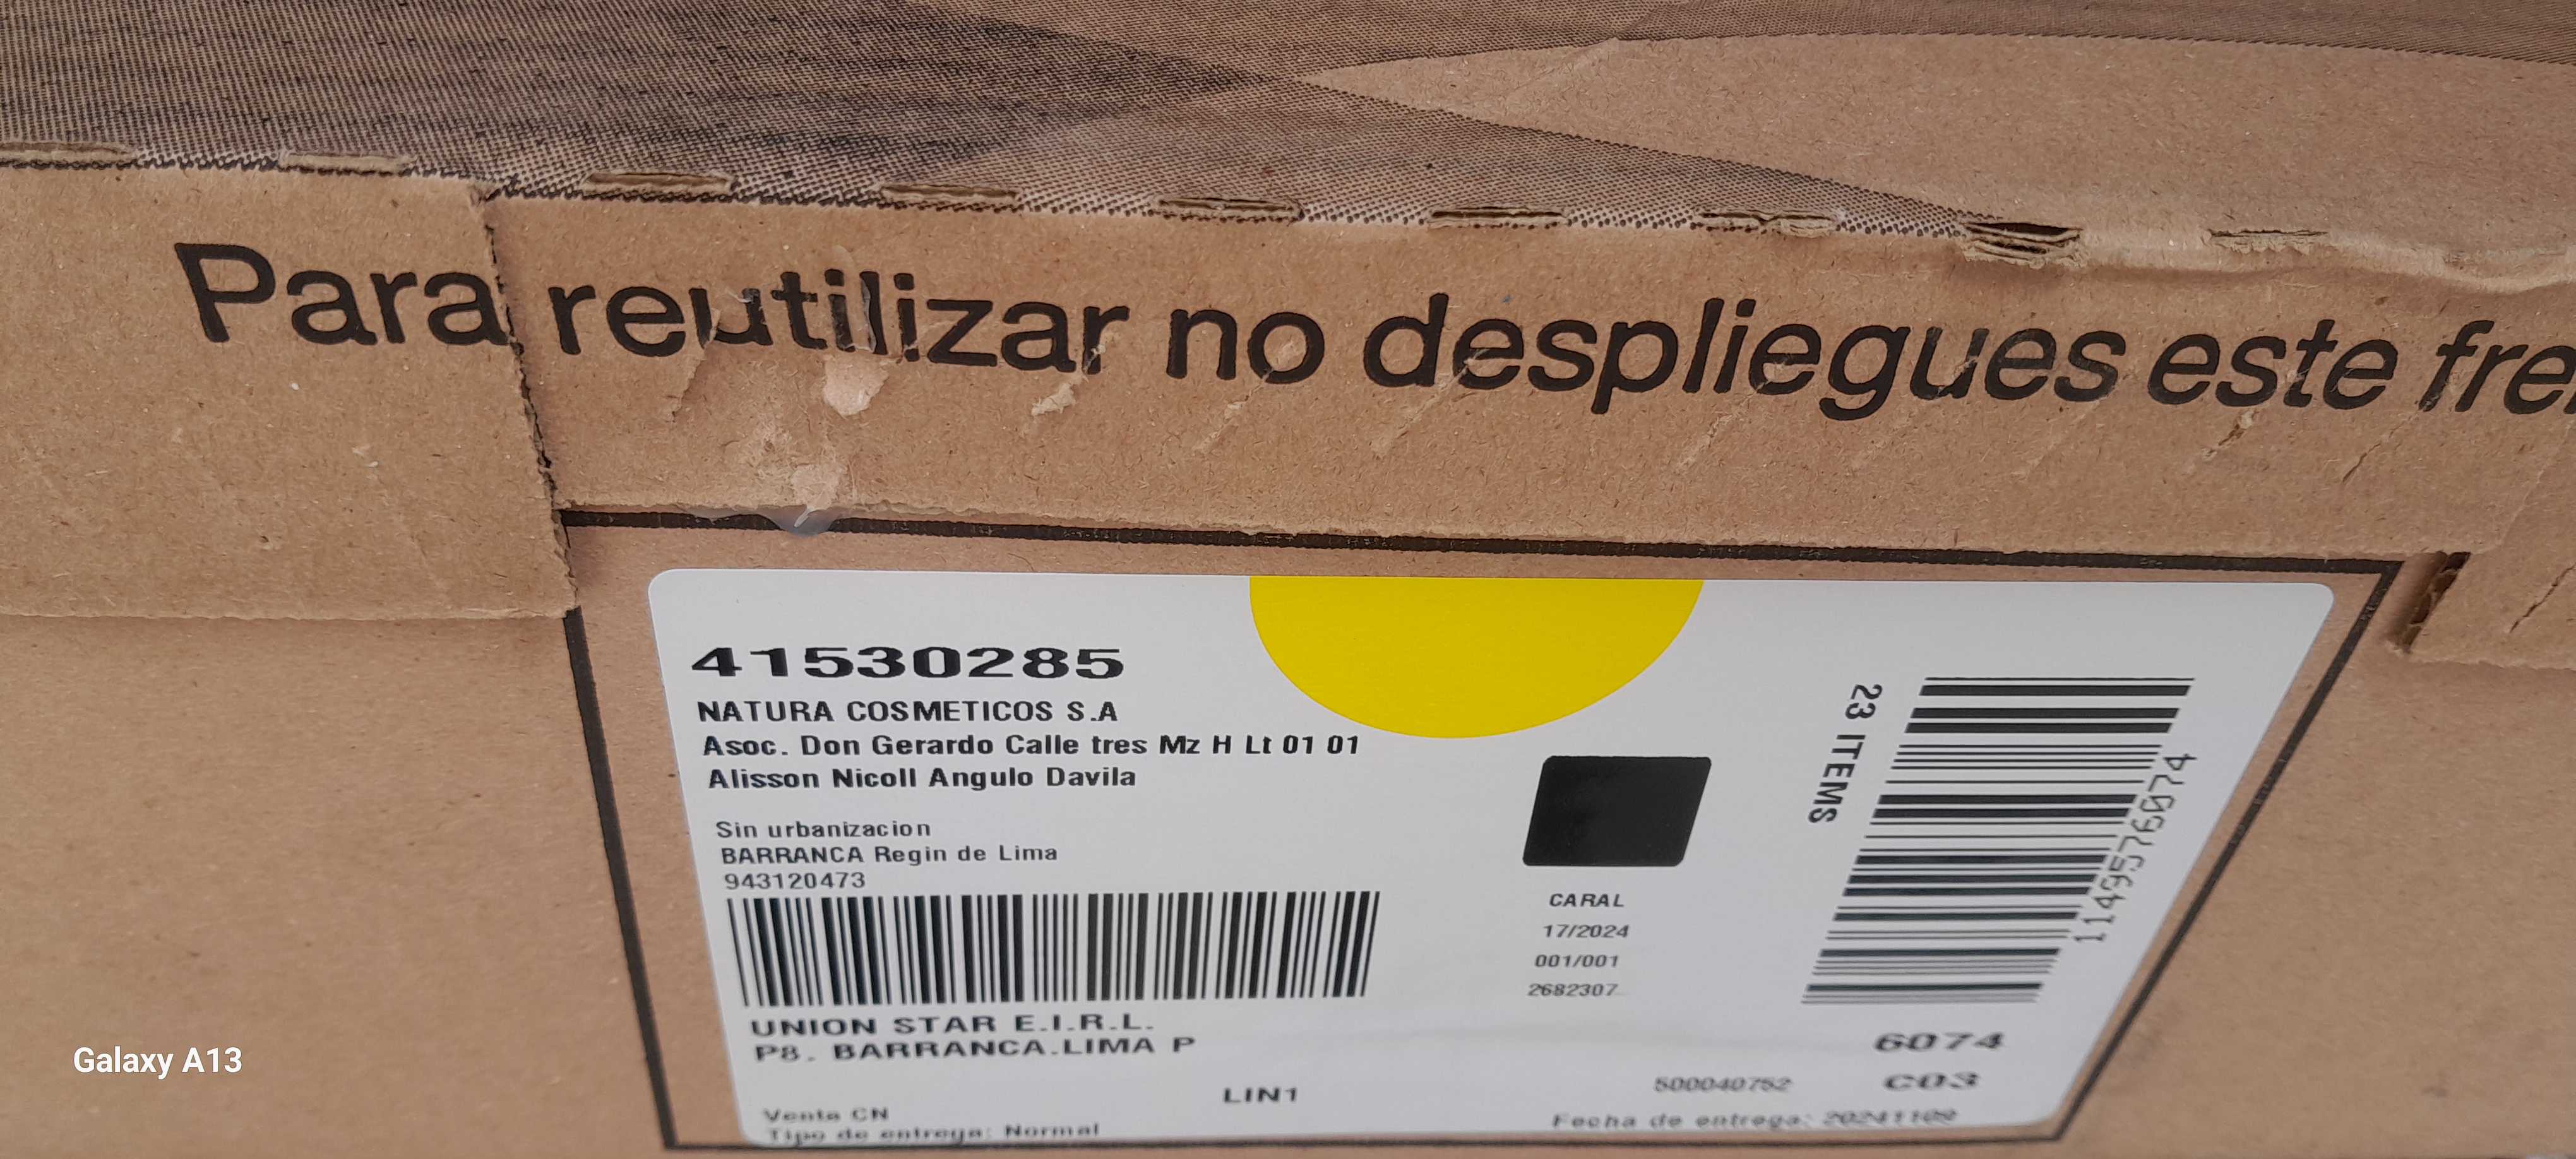 Para reutilizar no despliegues este fre
41530285
NATURA COSMETICOS S.A
Asoc. Don Gerardo Calle tres Mz H Lt 01 01
Alisson Nicoll Angulo Davila
Sin urbanizacion
BARRANCA Regin de Lima
943120473
UNION STAR E.I.R.L.
P8. BARRANCA.LIMA P
LIN1
Venta CN
Tipo de entrega: Normal
CARAL
17/2024
001/001
2682307
23 ITEMS
6074
C03
500040752
Fecha de entrega:
Galaxy A13